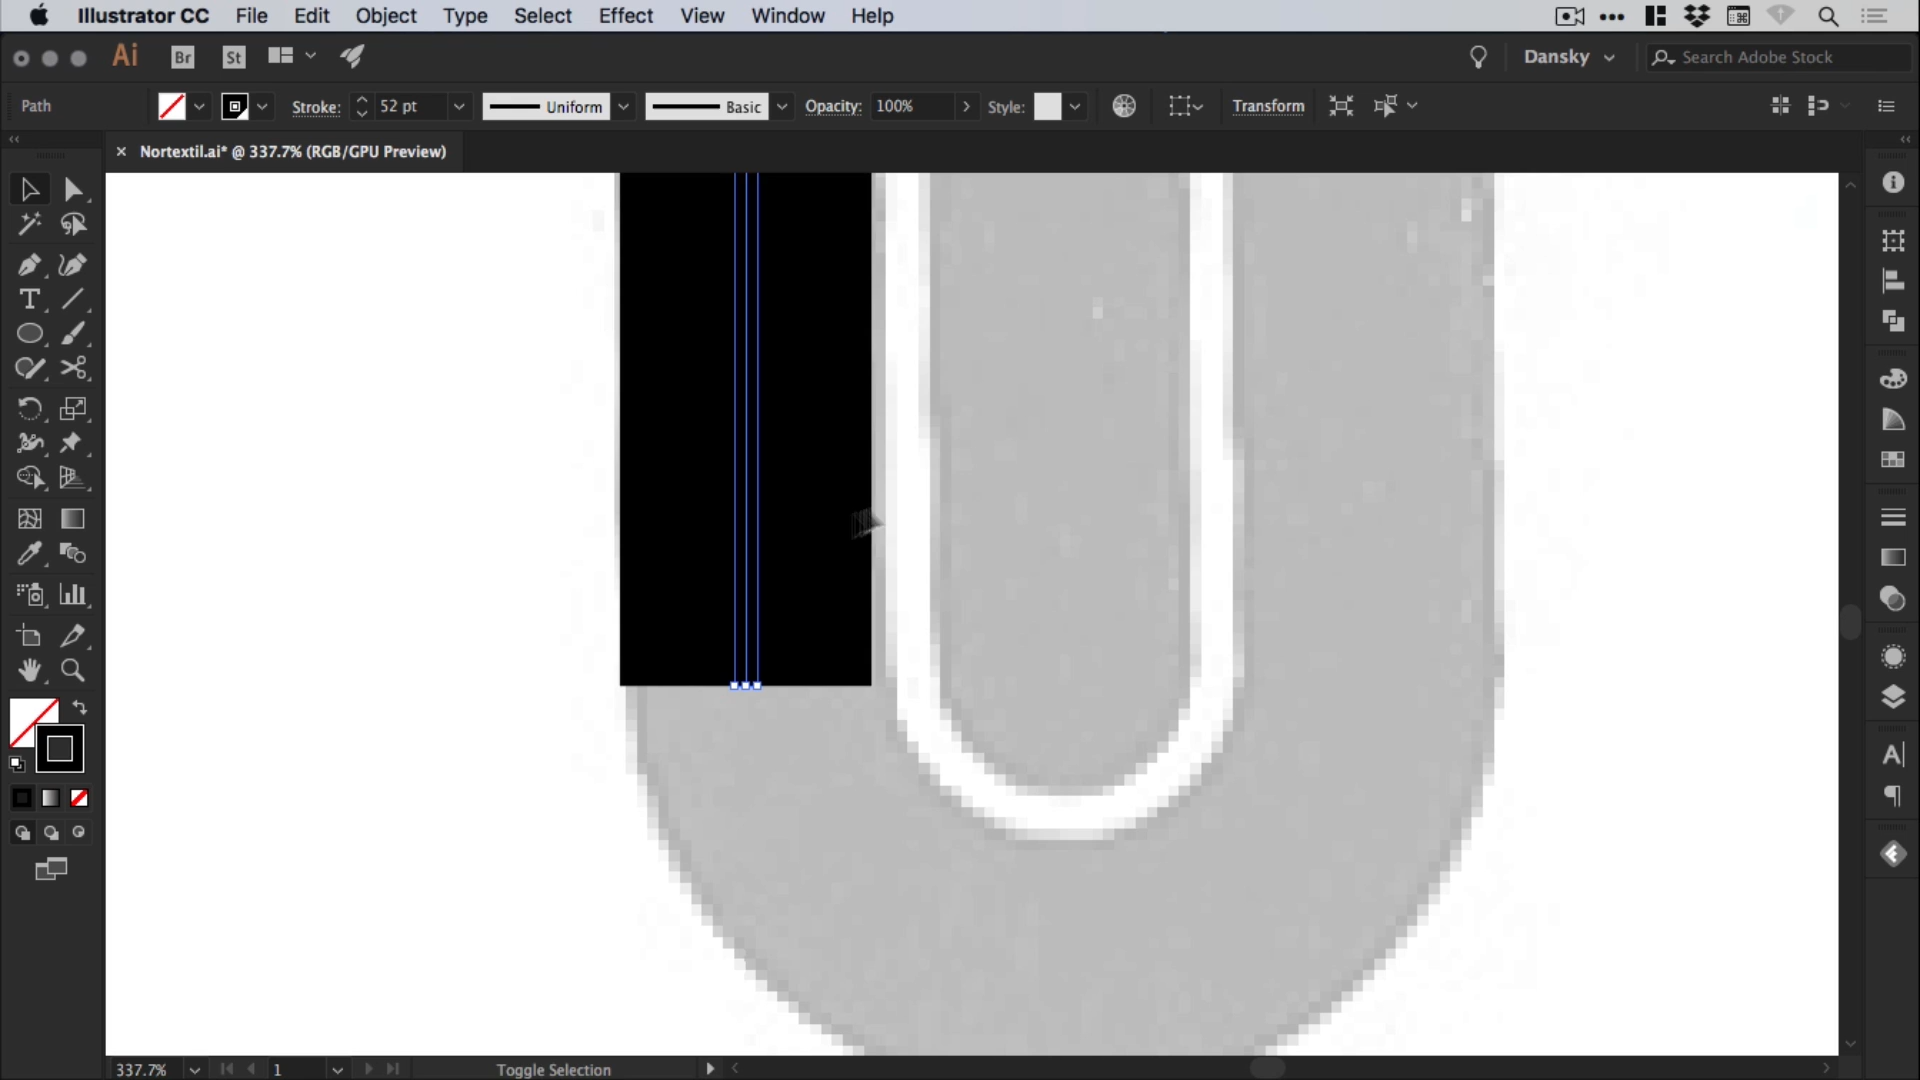 Illustrator CC File Edit Object Type Select Effect View Window Help
Ai Br St Dansky Search Adobe Stock
Path Stroke: 52 pt Uniform Basic Opacity: 100% Style: Transform
× Nortextil.ai* @ 337.7% (RGB/GPU Preview)
T
A
337.7% 1 Toggle Selection